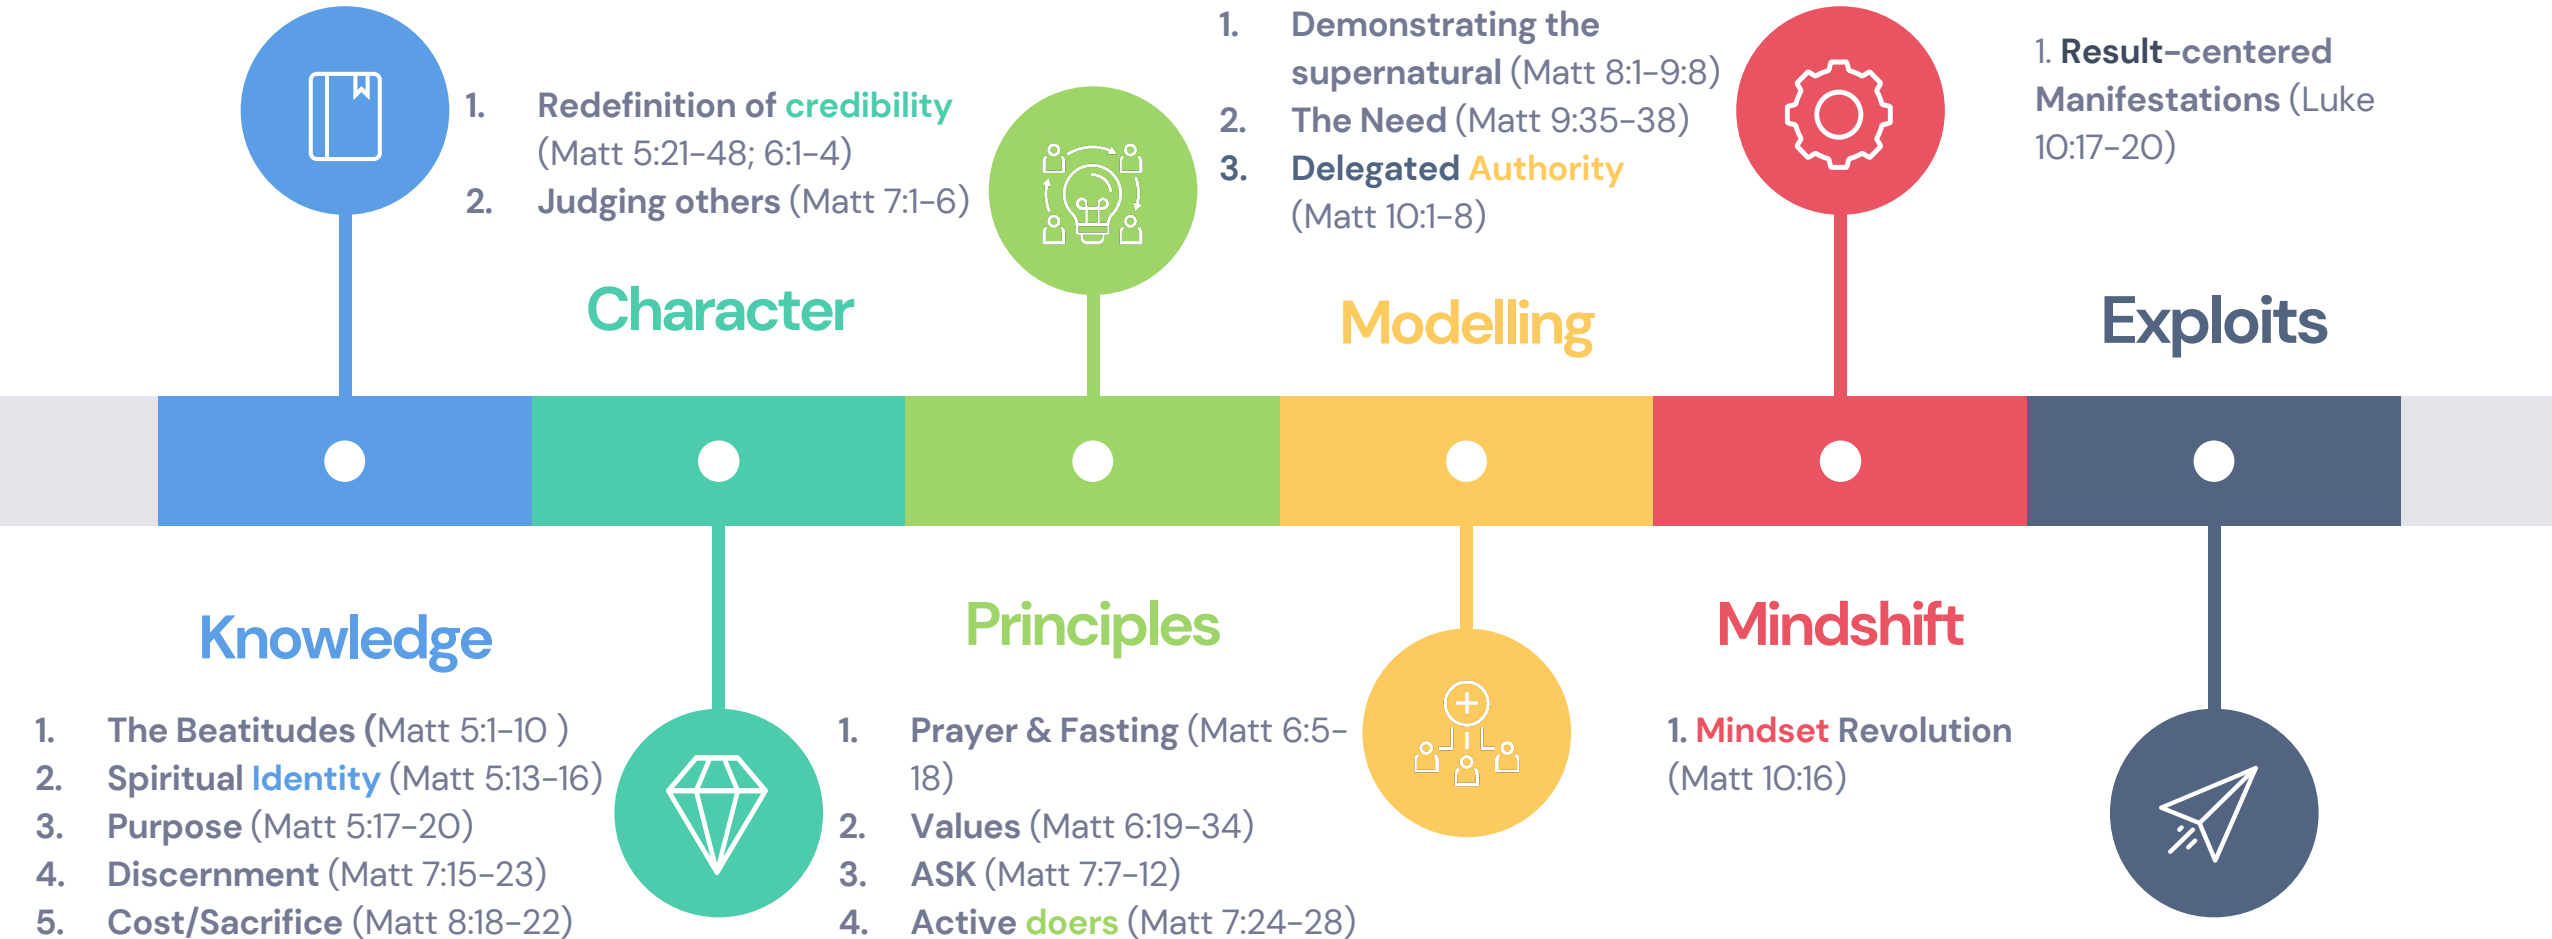 1. Redefinition of credibility
(Matt 5:21-48; 6:1-4)
2. Judging others (Matt 7:1-6)
Character
1. Demonstrating the
supernatural (Matt 8:1-9:8)
2. The Need (Matt 9:35-38)
3. Delegated Authority
(Matt 10:1-8)
Modelling
1. Result-centered
Manifestations (Luke
10:17-20)
Exploits
Knowledge
1. The Beatitudes (Matt 5:1-10 )
2. Spiritual Identity (Matt 5:13-16)
3. Purpose (Matt 5:17-20)
4. Discernment (Matt 7:15-23)
5. Cost/Sacrifice (Matt 8:18-22)
Principles
1. Prayer & Fasting (Matt 6:5-
18)
2. Values (Matt 6:19-34)
3. ASK (Matt 7:7-12)
4. Active doers (Matt 7:24-28)
Mindshift
1. Mindset Revolution
(Matt 10:16)